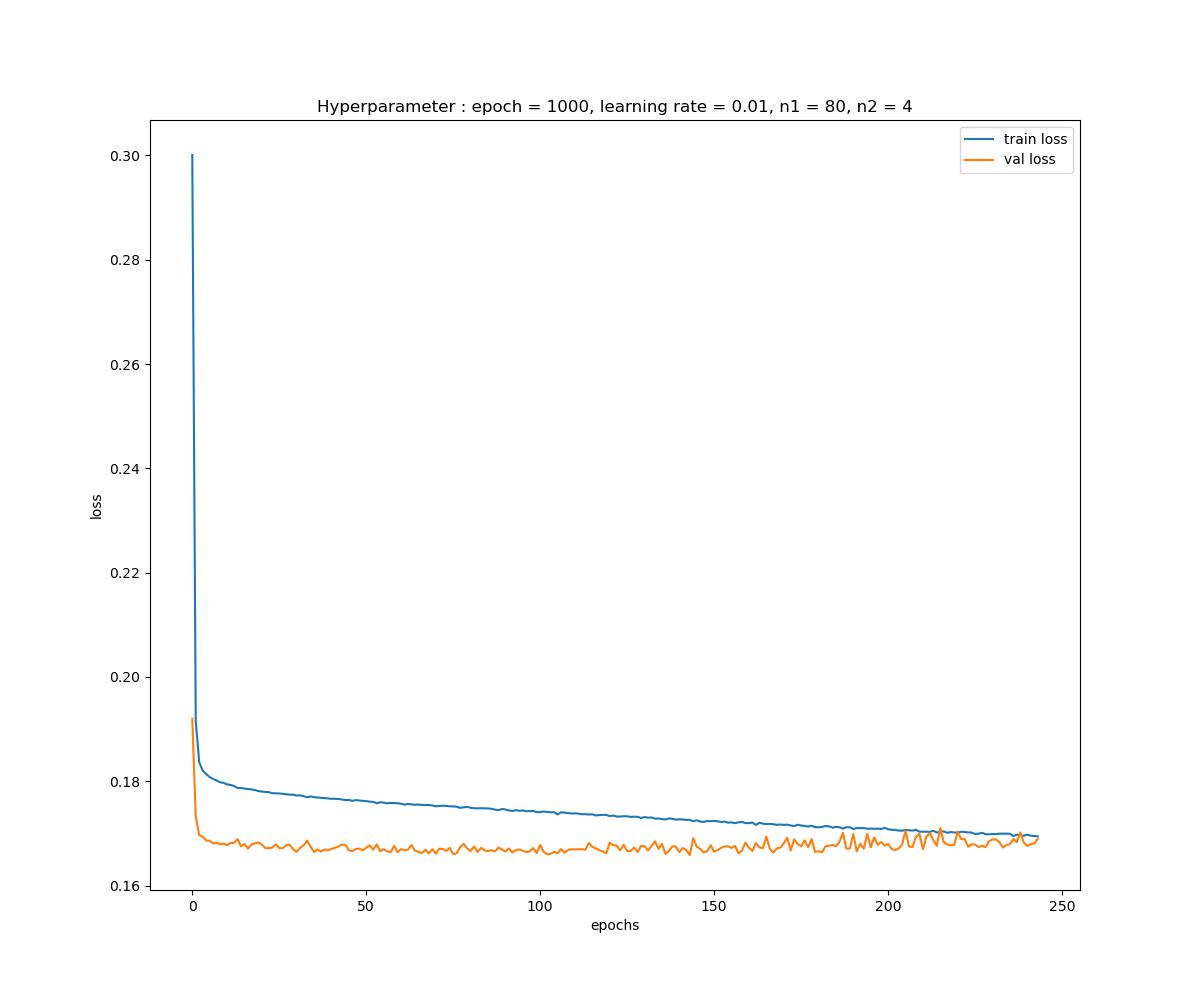 Hyperparameter : epoch = 1000, learning rate = 0.01, n1 = 80, n2 = 4
train loss
val loss
0.30
0.28
0.26
0.24
0.22
0.20
0.18
0.16
loss
0
50
100
150
200
250
epochs